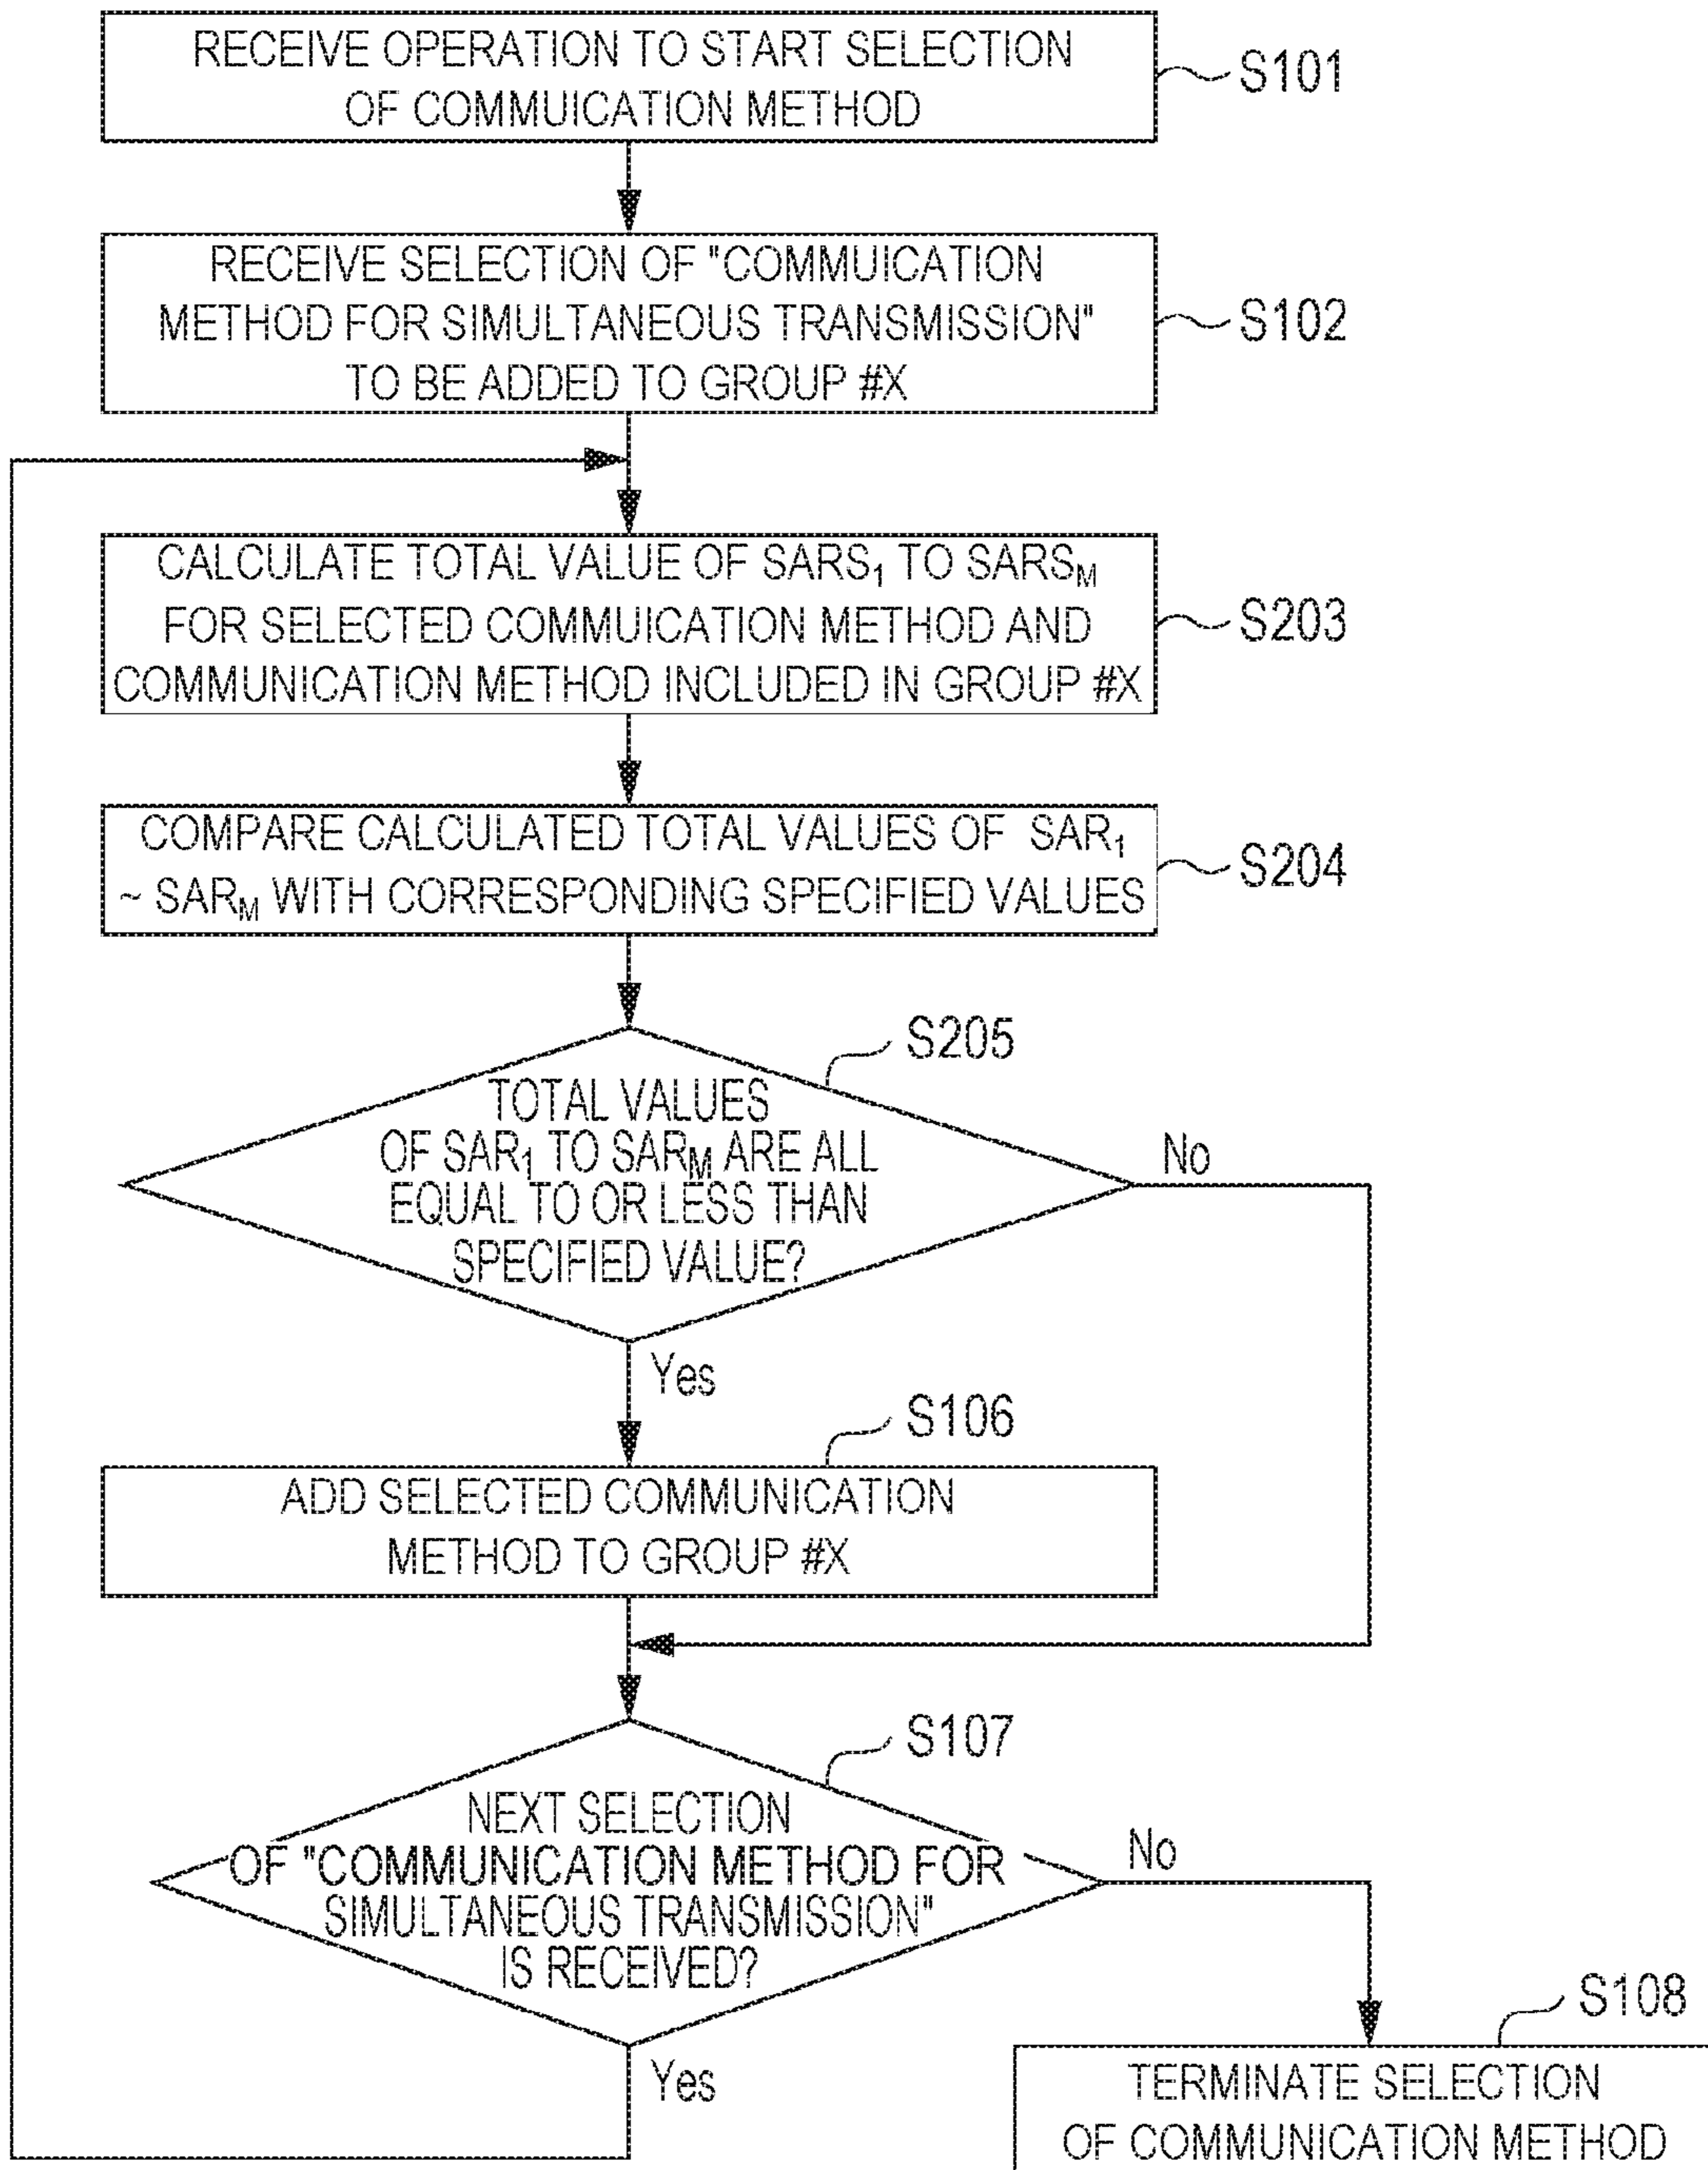 RECEIVE OPERATION TO START SELECTION
OF COMMUICATION METHOD
S101
RECEIVE SELECTION OF "COMMUICATION
METHOD FOR SIMULTANEOUS TRANSMISSION"
TO BE ADDED TO GROUP #X
S102
CALCULATE TOTAL VALUE OF SARS₁ TO SARSM
FOR SELECTED COMMUICATION METHOD AND
COMMUNICATION METHOD INCLUDED IN GROUP #X
S203
COMPARE CALCULATED TOTAL VALUES OF SAR₁
~ SARM WITH CORRESPONDING SPECIFIED VALUES
S204
S205
TOTAL VALUES
OF SAR₁ TO SARM ARE ALL
EQUAL TO OR LESS THAN
SPECIFIED VALUE?
No
Yes
S106
ADD SELECTED COMMUNICATION
METHOD TO GROUP #X
S107
NEXT SELECTION
OF "COMMUNICATION METHOD FOR
SIMULTANEOUS TRANSMISSION"
IS RECEIVED?
No
Yes
S108
TERMINATE SELECTION
OF COMMUNICATION METHOD